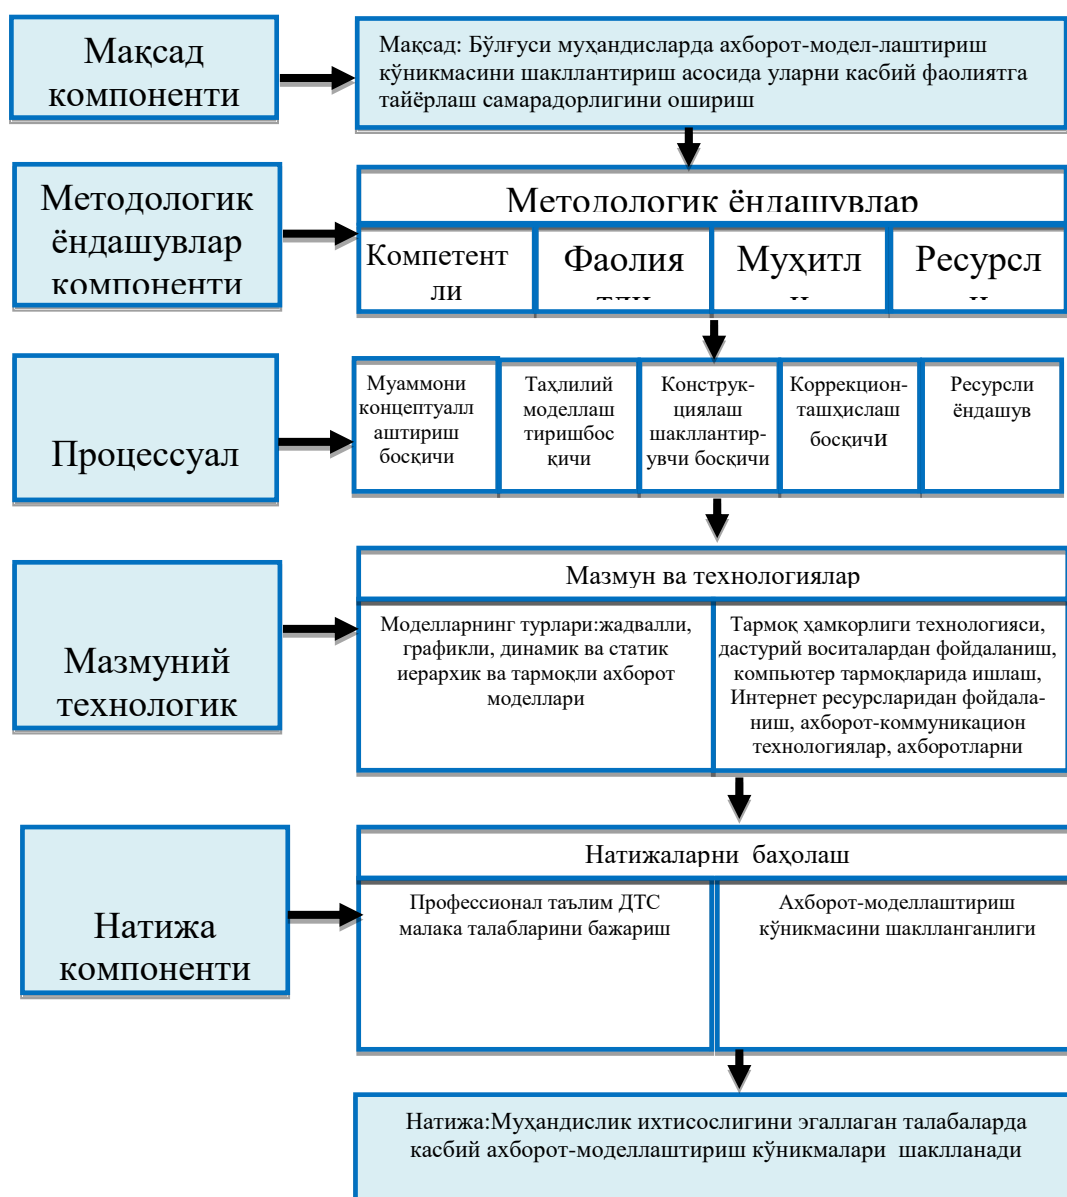 Мақсад
компоненти
Мақсад: Бўлғуси муҳандисларда ахборот-модел-лаштириш
кўникмасини шакллантириш асосида уларни касбий фаолиятга
тайёрлаш самарадорлигини ошириш
Методологик
ёндашувлар
компоненти
Методологик ёндашувлар
Компетент
ли
Фаолия
тли
Муҳитл
и
Ресурсл
и
Процессуал
Муаммони
концептуалл
аштириш
босқичи
Таҳлилий
моделлаш
тиришбос
қичи
Конструк-
циялаш
шакллантир-
увчи босқичи
Коррекцион-
ташҳислаш
босқичи
Ресурсли
ёндашув
Мазмуний
технологик
Мазмун ва технологиялар
Моделларнинг турлари:жадвалли,
графикли, динамик ва статик
иерархик ва тармоқли ахборот
моделлари
Тармоқ ҳамкорлиги технологияси,
дастурий воситалардан фойдаланиш,
компьютер тармоқларида ишлаш,
Интернет ресурсларидан фойдала-
ниш, ахборот-коммуникацион
технологиялар, ахборотларни
Натижа
компоненти
Натижаларни баҳолаш
Профессионал таълим ДТС
малака талабларини бажариш
Ахборот-моделлаштириш
кўникмасини шаклланганлиги
Натижа:Муҳандислик ихтисослигини эгаллаган талабаларда
касбий ахборот-моделлаштириш кўникмалари шаклланади